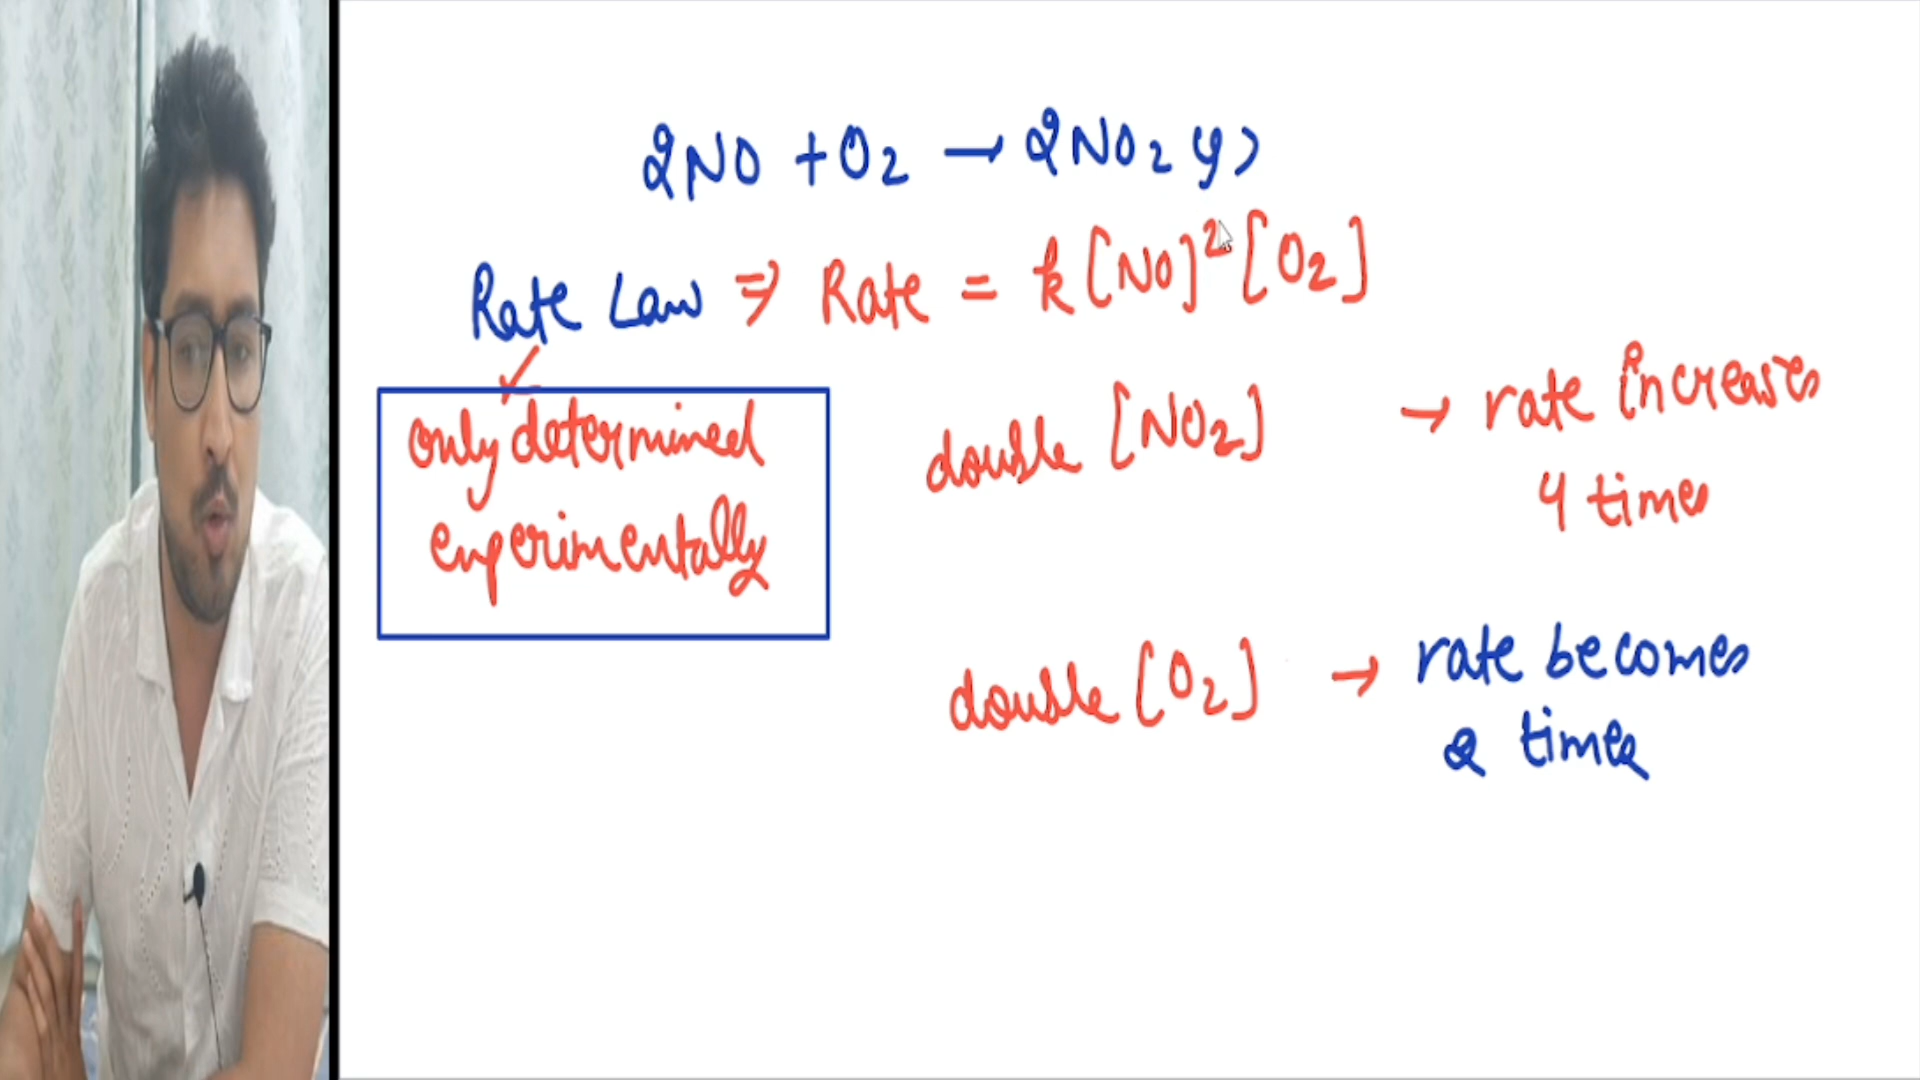 2NO + O2 → 2NO2 (g)
Rate Law ⇒ Rate = k[NO]²[O2]
only determined
experimentally
double [NO2] → rate increases
4 times
double [O2] → rate becomes
2 times